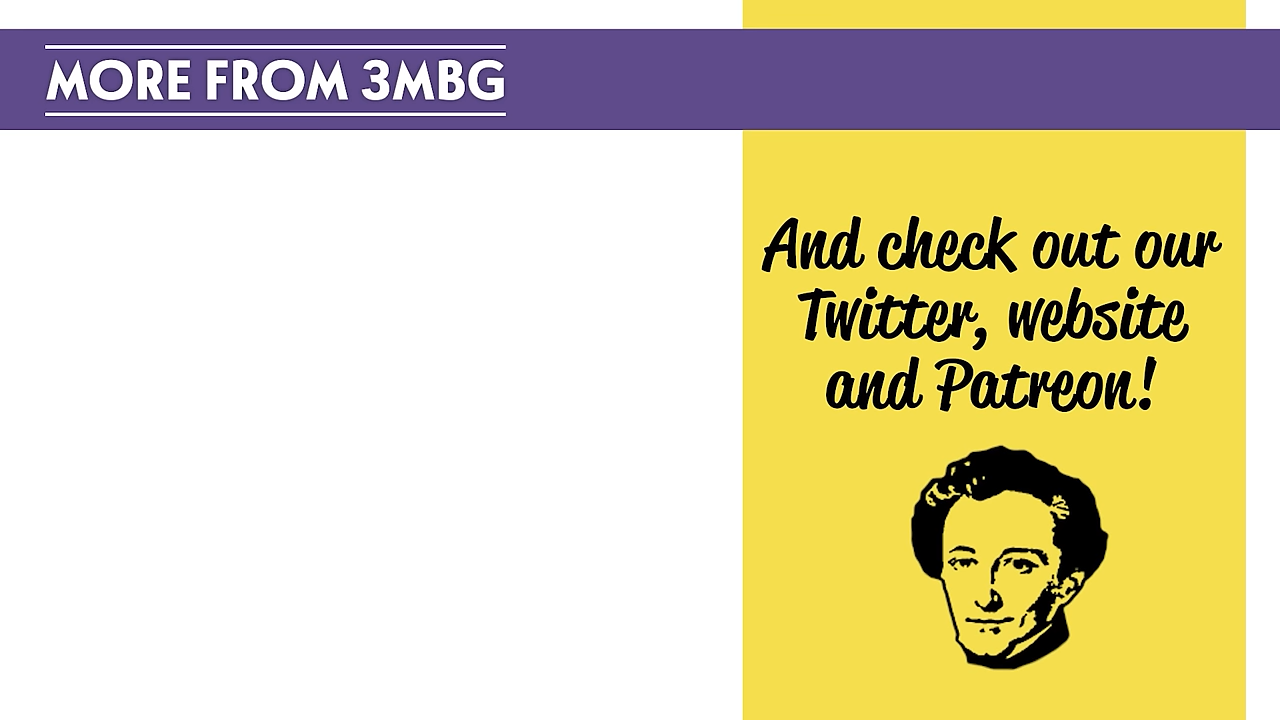 MORE FROM 3MBG
And check out our
Twitter, website
and Patreon!